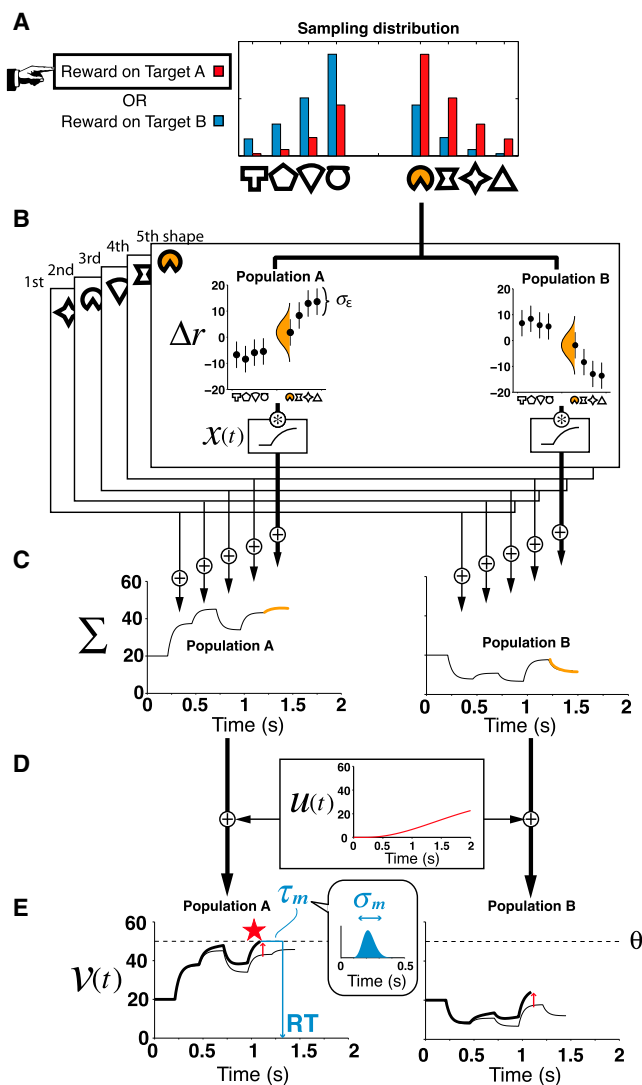 A
Sampling distribution
Reward on Target A
OR
Reward on Target B
B
1st
2nd
3rd
4th
5th shape
Population A
Population B
Δr
20
10
0
−10
−20
σε
20
10
0
−10
−20
x(t)
*
*
+ + + + +
+ + + + +
C
Σ
60
40
20
0
Population A
Population B
0 0.5 1 1.5 2
0 0.5 1 1.5 2
Time (s)
Time (s)
D
u(t)
60
40
20
0
0 0.5 1 1.5 2
Time (s)
+
+
E
Population A
Population B
τm
σm
0 0.5
Time (s)
θ
V(t)
60
40
20
0
RT
0 0.5 1 1.5 2
0 0.5 1 1.5 2
Time (s)
Time (s)